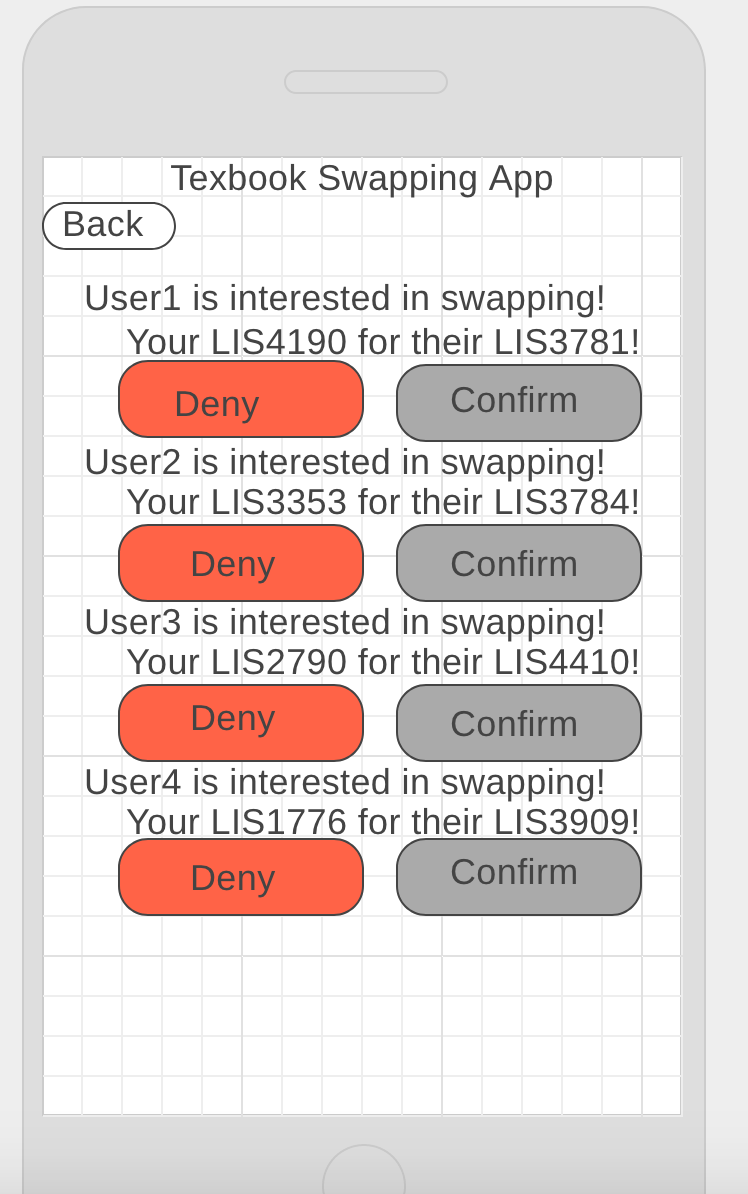 Texbook Swapping App
Back
User1 is interested in swapping!
Your LIS4190 for their LIS3781!
Deny Confirm
User2 is interested in swapping!
Your LIS3353 for their LIS3784!
Deny Confirm
User3 is interested in swapping!
Your LIS2790 for their LIS4410!
Deny Confirm
User4 is interested in swapping!
Your LIS1776 for their LIS3909!
Deny Confirm